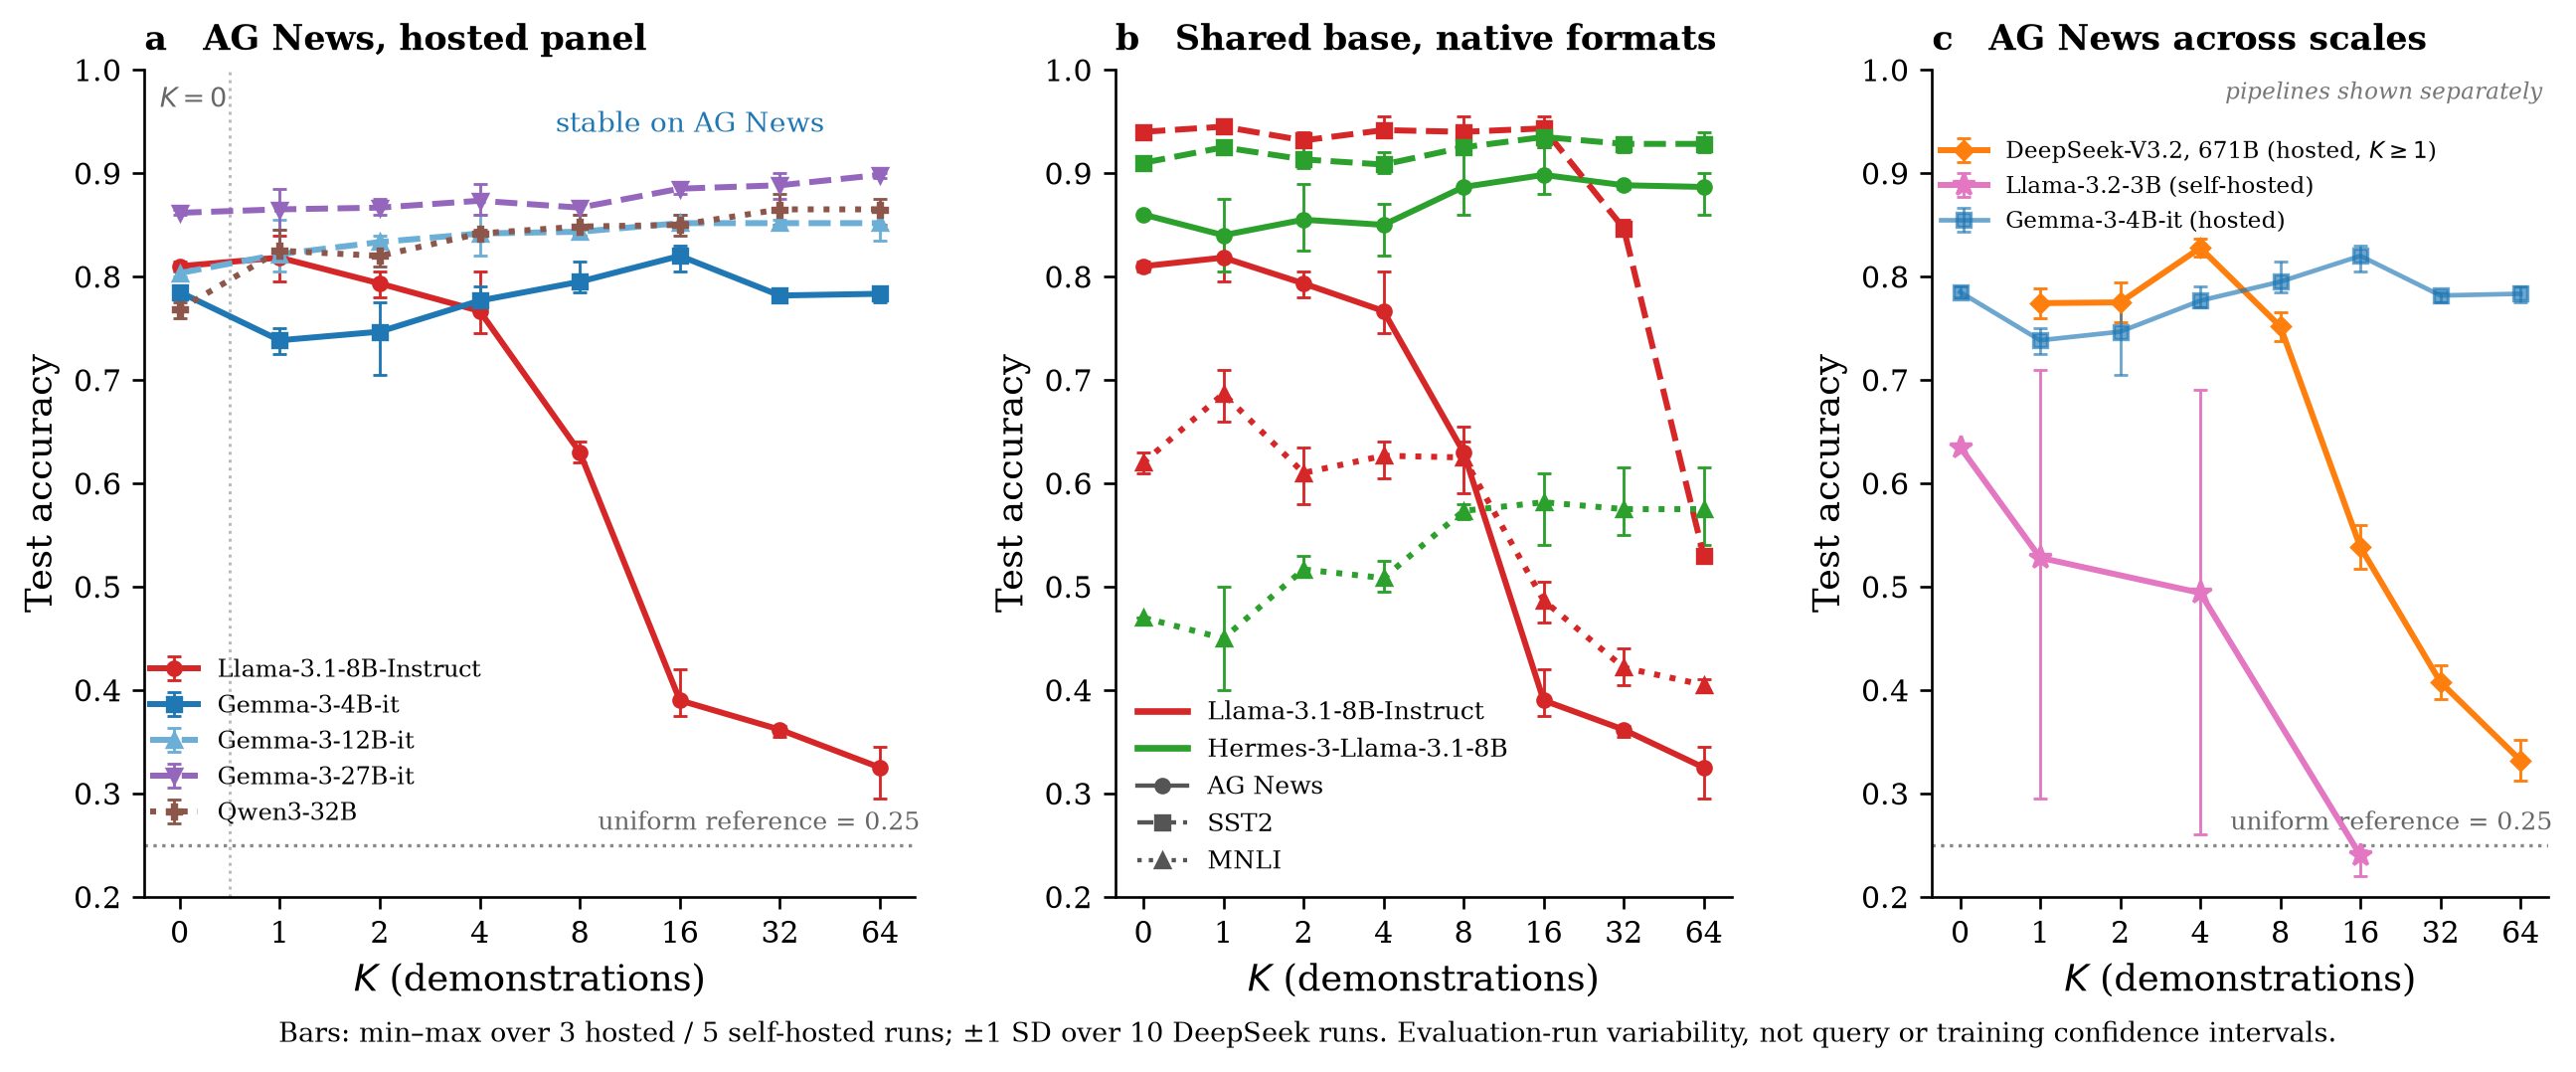 a AG News, hosted panel
K = 0
stable on AG News
1.0
0.9
0.8
0.7
0.6
0.5
0.4
0.3
0.2
Test accuracy
Llama-3.1-8B-Instruct
Gemma-3-4B-it
Gemma-3-12B-it
Gemma-3-27B-it
Qwen3-32B
uniform reference = 0.25
0 1 2 4 8 16 32 64
K (demonstrations)
b Shared base, native formats
1.0
0.9
0.8
0.7
0.6
0.5
0.4
0.3
0.2
Test accuracy
Llama-3.1-8B-Instruct
Hermes-3-Llama-3.1-8B
AG News
SST2
MNLI
0 1 2 4 8 16 32 64
K (demonstrations)
c AG News across scales
pipelines shown separately
1.0
0.9
0.8
0.7
0.6
0.5
0.4
0.3
0.2
Test accuracy
DeepSeek-V3.2, 671B (hosted, K ≥ 1)
Llama-3.2-3B (self-hosted)
Gemma-3-4B-it (hosted)
uniform reference = 0.25
0 1 2 4 8 16 32 64
K (demonstrations)
Bars: min–max over 3 hosted / 5 self-hosted runs; ±1 SD over 10 DeepSeek runs. Evaluation-run variability, not query or training confidence intervals.